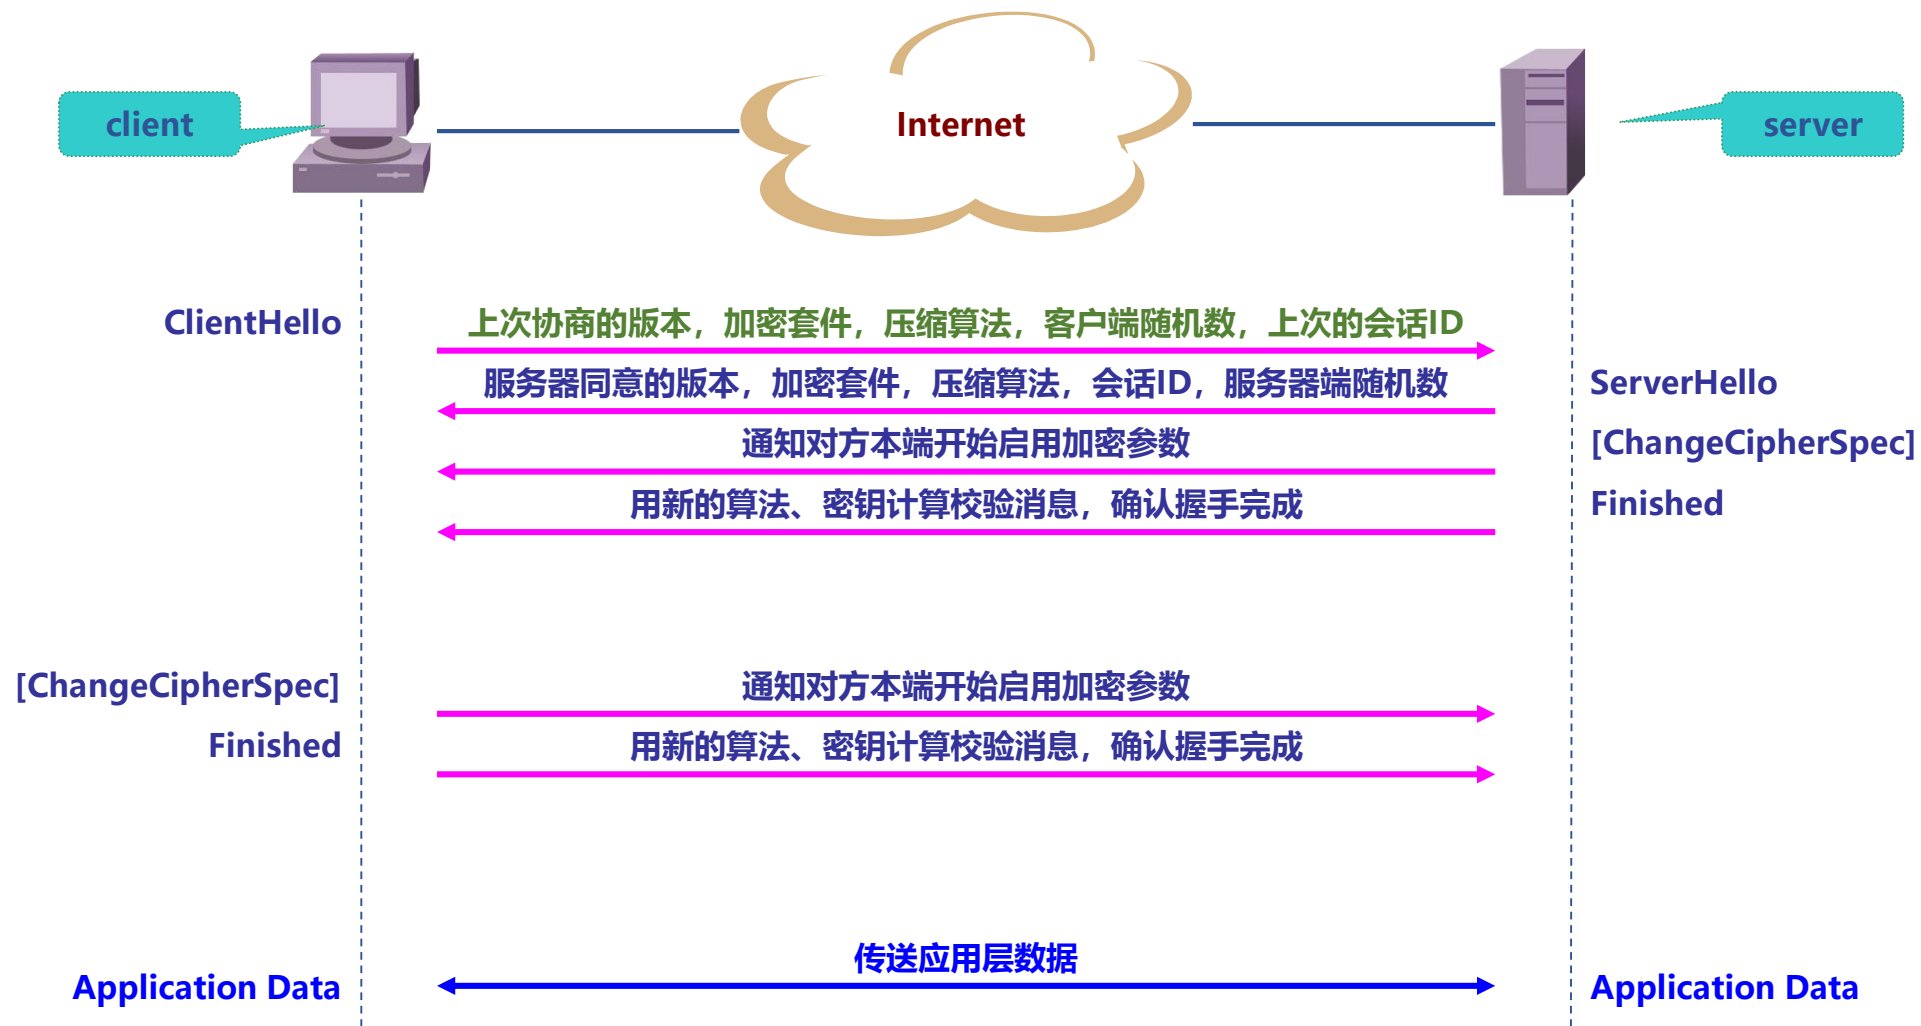 client
Internet
server
ClientHello
上次协商的版本，加密套件，压缩算法，客户端随机数，上次的会话ID
服务器同意的版本，加密套件，压缩算法，会话ID，服务器端随机数
ServerHello
通知对方本端开始启用加密参数
[ChangeCipherSpec]
用新的算法、密钥计算校验消息，确认握手完成
Finished
[ChangeCipherSpec]
通知对方本端开始启用加密参数
Finished
用新的算法、密钥计算校验消息，确认握手完成
传送应用层数据
Application Data
Application Data